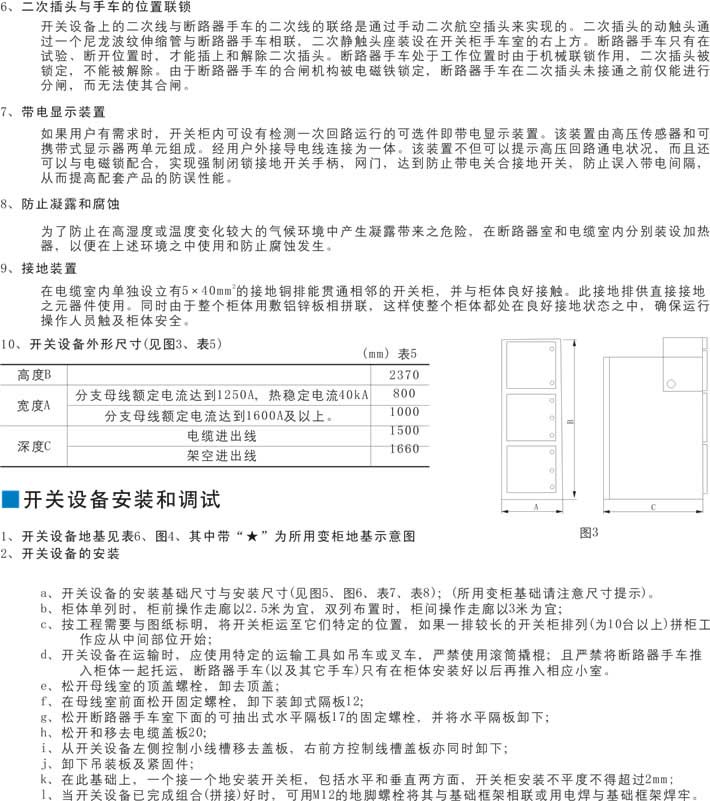 6、二次插头与手车的位置联锁
开关设备上的二次线与断路器手车的二次线的联络是通过手动二次航空插头来实现的。二次插头的动触头通
过一个尼龙波纹伸缩管与断路器手车相联，二次静触头座装设在开关柜手车室的右上方。断路器手车只有在
试验、断开位置时，才能插上和解除二次插头。断路器手车处于工作位置时由于机械联锁作用，二次插头被
锁定，不能被解除。由于断路器手车的合闸机构被电磁铁锁定，断路器手车在二次插头未接通之前仅能进行
分闸，而无法使其合闸。
7、带电显示装置
如果用户有需求时，开关柜内可设有检测一次回路运行的可选件即带电显示装置。该装置由高压传感器和可
携带式显示器两单元组成。经用户外接导电线连接为一体。该装置不但可以提示高压回路通电状况，而且还
可以与电磁锁配合，实现强制闭锁接地开关手柄，网门，达到防止带电关合接地开关，防止误入带电间隔，
从而提高配套产品的防误性能。
8、防止凝露和腐蚀
为了防止在高湿度或温度变化较大的气候环境中产生凝露带来之危险，在断路器室和电缆室内分别装设加热
器，以便在上述环境之中使用和防止腐蚀发生。
9、接地装置
在电缆室内单独设立有5×40mm²的接地铜排能贯通相邻的开关柜，并与柜体良好接触。此接地排供直接接地
之元器件使用。同时由于整个柜体用敷铝锌板相拼联，这样使整个柜体都处在良好接地状态之中，确保运行
操作人员触及柜体安全。
10、开关设备外形尺寸(见图3、表5)
(mm) 表5
高度B 2370
宽度A 分支母线额定电流达到1250A，热稳定电流40kA 800
分支母线额定电流达到1600A及以上。 1000
深度C 电缆进出线 1500
架空进出线 1660
A
B
C
图3
开关设备安装和调试
1、开关设备地基见表6、图4、其中带“★”为所用变柜地基示意图
2、开关设备的安装
a、开关设备的安装基础尺寸与安装尺寸(见图5、图6、表7、表8)；(所用变柜基础请注意尺寸提示)。
b、柜体单列时，柜前操作走廊以2.5米为宜，双列布置时，柜间操作走廊以3米为宜；
c、按工程需要与图纸标明，将开关柜运至它们特定的位置，如果一排较长的开关柜排列(为10台以上)拼柜工
作应从中间部位开始；
d、开关设备在运输时，应使用特定的运输工具如吊车或叉车，严禁使用滚筒撬棍；且严禁将断路器手车推
入柜体一起托运，断路器手车(以及其它手车)只有在柜体安装好以后再推入相应小室。
e、松开母线室的顶盖螺栓，卸去顶盖；
f、在母线室前面松开固定螺栓，卸下装卸式隔板12；
g、松开断路器手车室下面的可抽出式水平隔板17的固定螺栓，并将水平隔板卸下；
h、松开和移去电缆盖板20；
i、从开关设备左侧控制小线槽移去盖板，右前方控制线槽盖板亦同时卸下；
j、卸下吊装板及紧固件；
k、在此基础上，一个接一个地安装开关柜，包括水平和垂直两方面，开关柜安装不平度不得超过2mm；
l、当开关设备已完成组合(拼接)好时，可用M12的地脚螺栓将其与基础框架相联或用电焊与基础框架焊牢。